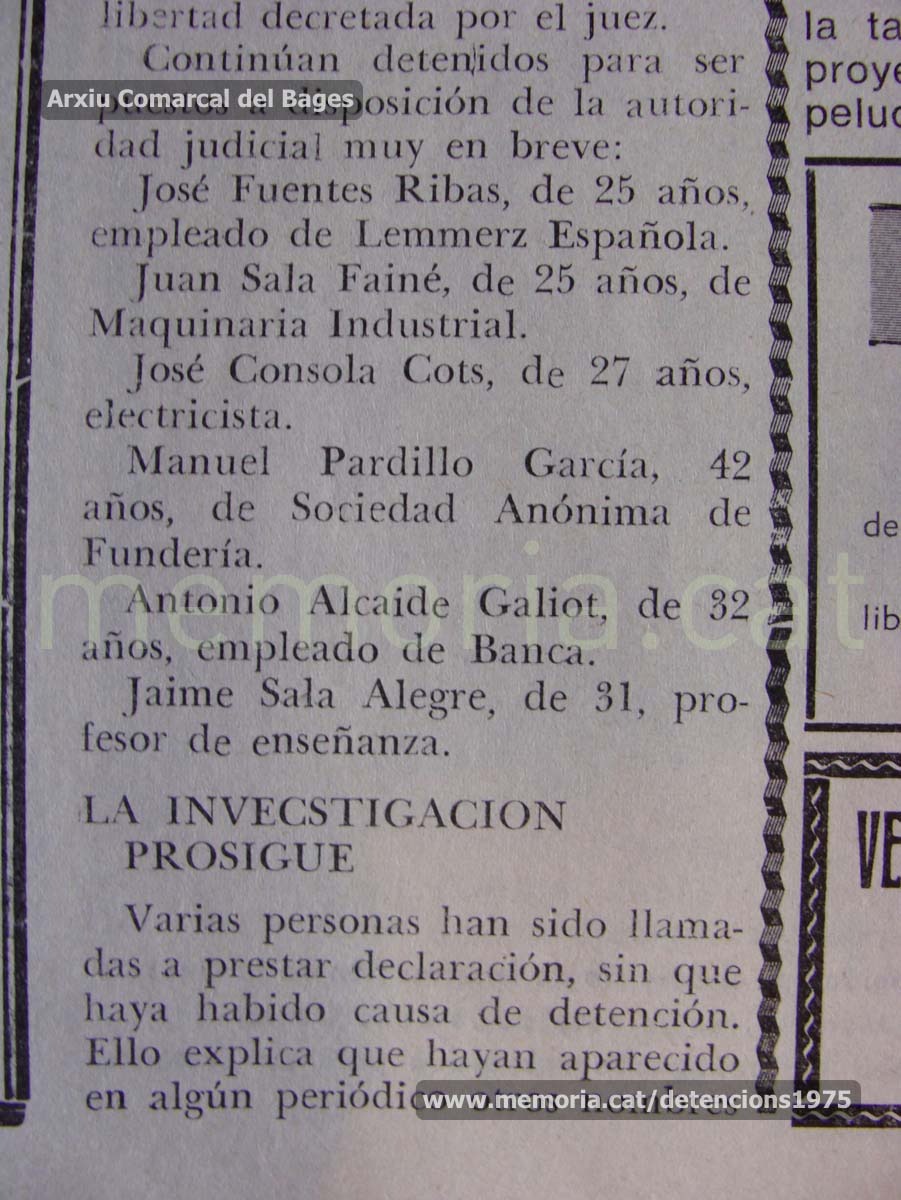 libertad decretada por el juez.
Continúan detenidos para ser
Arxiu Comarcal del Bages
puestos a disposición de la autori-
dad judicial muy en breve:
José Fuentes Ribas, de 25 años,
empleado de Lemmerz Española.
Juan Sala Fainé, de 25 años, de
Maquinaria Industrial.
José Consola Cots, de 27 años,
electricista.
Manuel Pardillo García, 42
años, de Sociedad Anónima de
Fundería.
Antonio Alcaide Galiot, de 32
años, empleado de Banca.
Jaime Sala Alegre, de 31, pro-
fesor de enseñanza.
LA INVECSTIGACION
PROSIGUE
Varias personas han sido llama-
das a prestar declaración, sin que
haya habido causa de detención.
Ello explica que hayan aparecido
en algún periódico otros nombres
www.memoria.cat/detencions1975
memoria.cat
la ta
proye
peluq
de
lib
VE